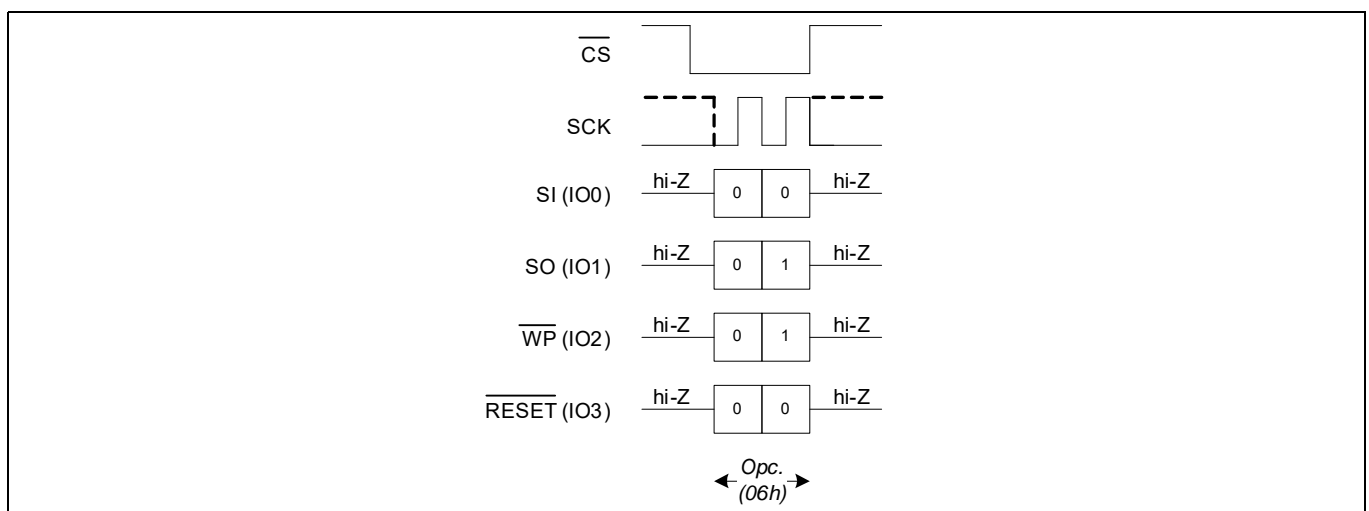 CS
SCK
hi-Z 0 0 hi-Z
SI (IO0)
hi-Z 0 1 hi-Z
SO (IO1)
hi-Z 0 1 hi-Z
WP (IO2)
hi-Z 0 0 hi-Z
RESET (IO3)
Opc.
(06h)